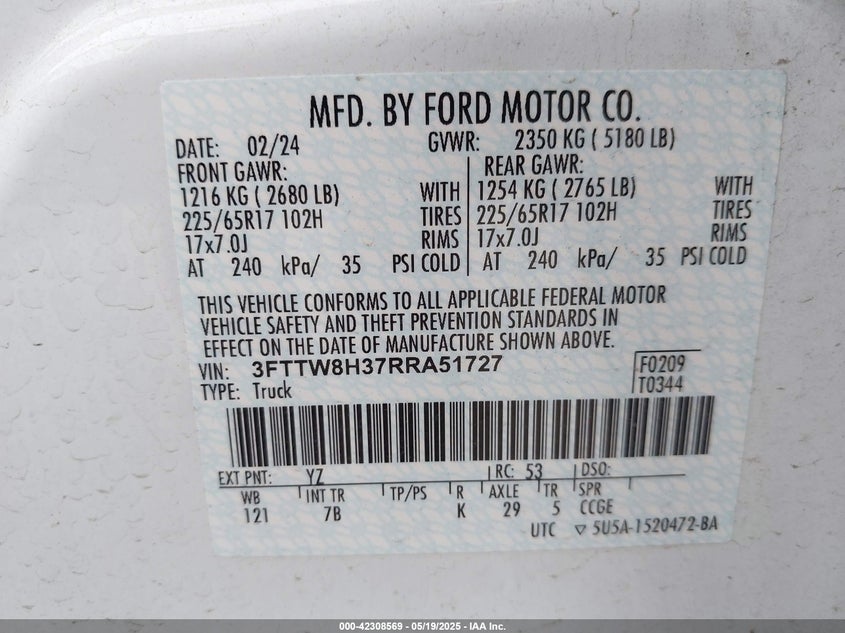 MFD. BY FORD MOTOR CO.
DATE: 02/24 GVWR: 2350 KG ( 5180 LB)
FRONT GAWR: REAR GAWR:
1216 KG ( 2680 LB) WITH 1254 KG ( 2765 LB) WITH
225/65R17 102H TIRES 225/65R17 102H TIRES
17x7.0J RIMS 17x7.0J RIMS
AT 240 kPa/ 35 PSI COLD AT 240 kPa/ 35 PSI COLD
THIS VEHICLE CONFORMS TO ALL APPLICABLE FEDERAL MOTOR
VEHICLE SAFETY AND THEFT PREVENTION STANDARDS IN
EFFECT ON THE DATE OF MANUFACTURE SHOWN ABOVE.
VIN: 3FTTW8H37RRA51727 F0209
TYPE: Truck T0344
EXT PNT: YZ RC: 53 DSO:
WB INT TR TP/PS R AXLE TR SPR
121 7B K 29 5 CCGE
UTC ▽ 5U5A-1520472-BA
000-42308569 - 05/19/2025 - IAA Inc.